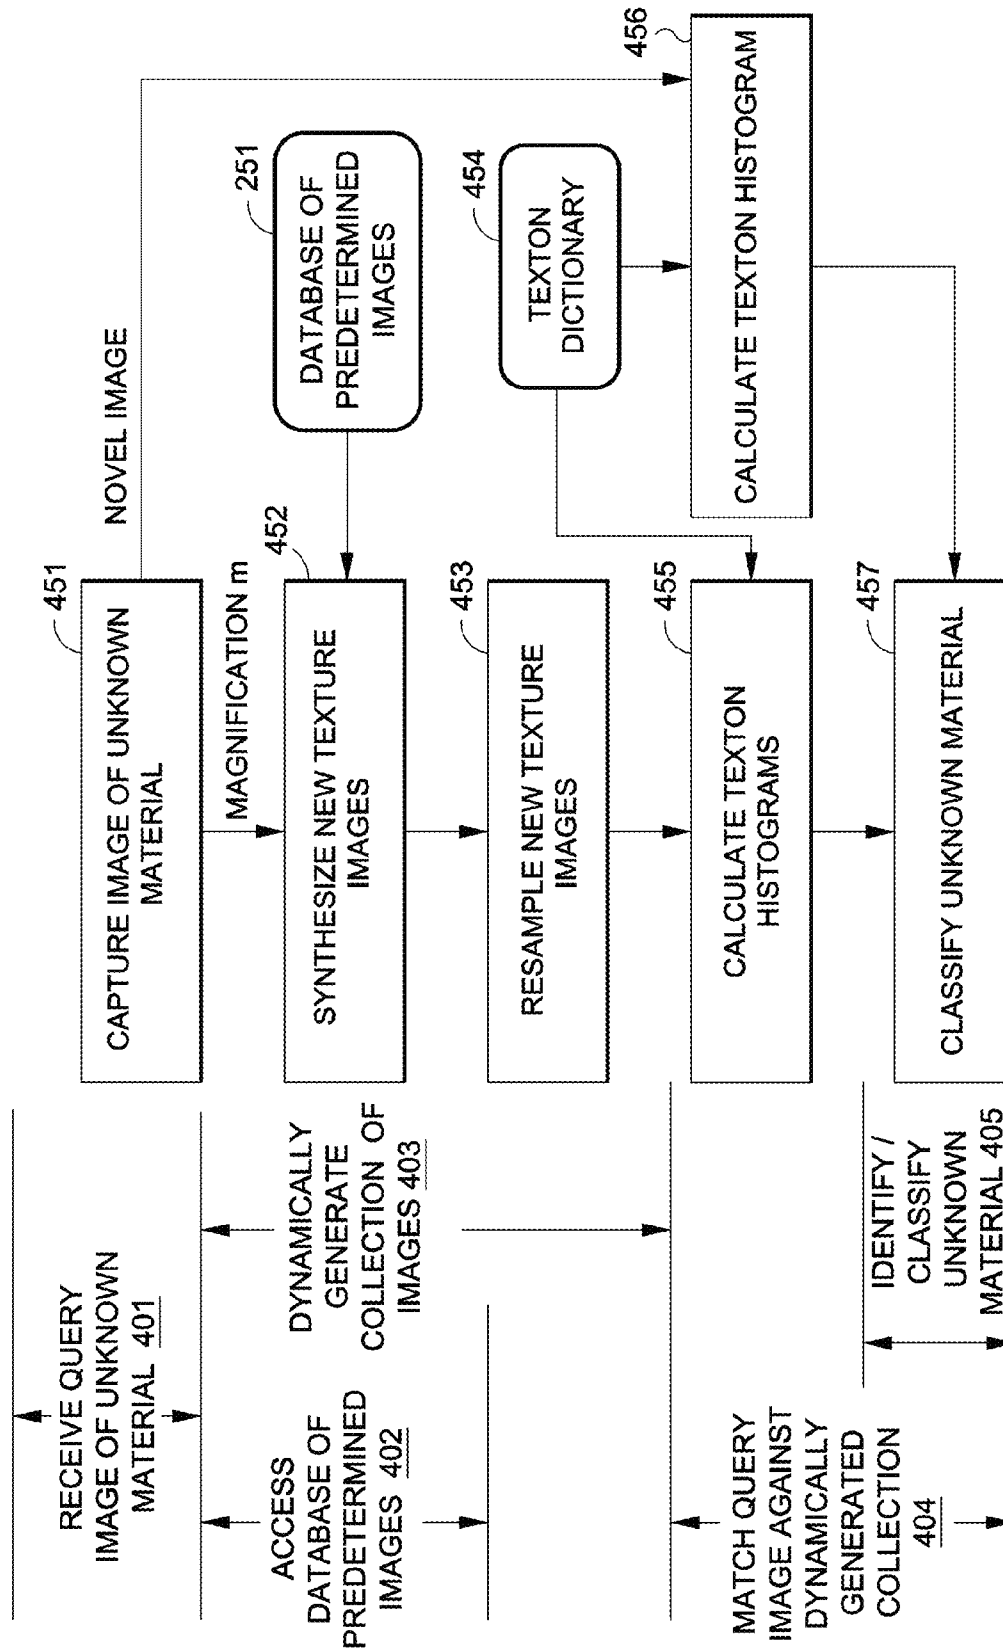 RECEIVE QUERY
IMAGE OF UNKNOWN
MATERIAL 401
ACCESS
DATABASE OF
PREDETERMINED
IMAGES 402
DYNAMICALLY
GENERATE
COLLECTION OF
IMAGES 403
MATCH QUERY
IMAGE AGAINST
DYNAMICALLY
GENERATED
COLLECTION
404
IDENTIFY /
CLASSIFY
UNKNOWN
MATERIAL 405
451
CAPTURE IMAGE OF UNKNOWN
MATERIAL
NOVEL IMAGE
MAGNIFICATION m
452
SYNTHESIZE NEW TEXTURE
IMAGES
251
DATABASE OF
PREDETERMINED
IMAGES
453
RESAMPLE NEW TEXTURE
IMAGES
454
TEXTON
DICTIONARY
455
CALCULATE TEXTON
HISTOGRAMS
456
CALCULATE TEXTON HISTOGRAM
457
CLASSIFY UNKNOWN MATERIAL